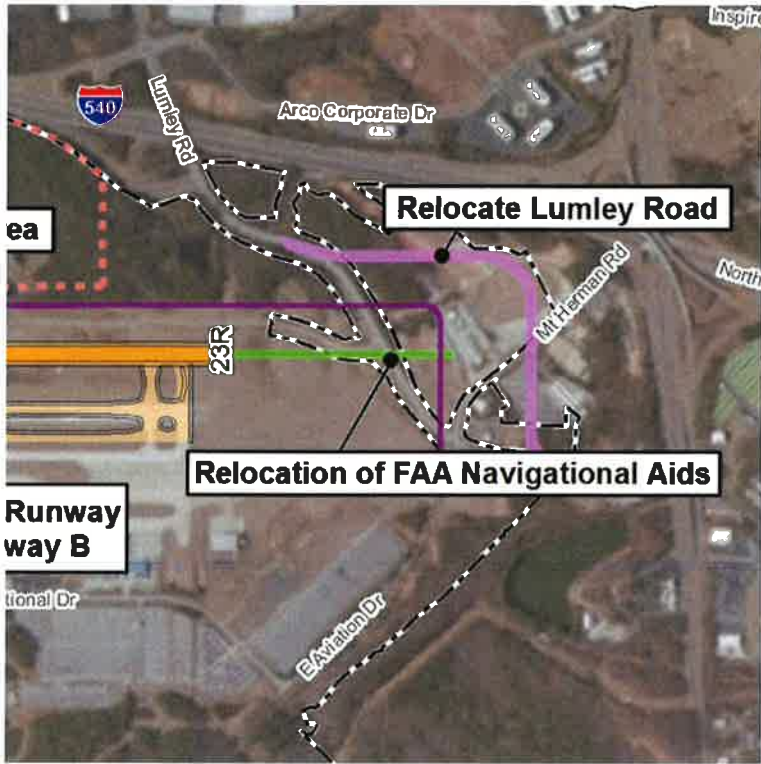 Inspire
540
Lumley Rd
Arco Corporate Dr
Relocate Lumley Road
ea
North
Mt Herman Rd
23R
Relocation of FAA Navigational Aids
Runway
way B
tional Dr
E Aviation Dr